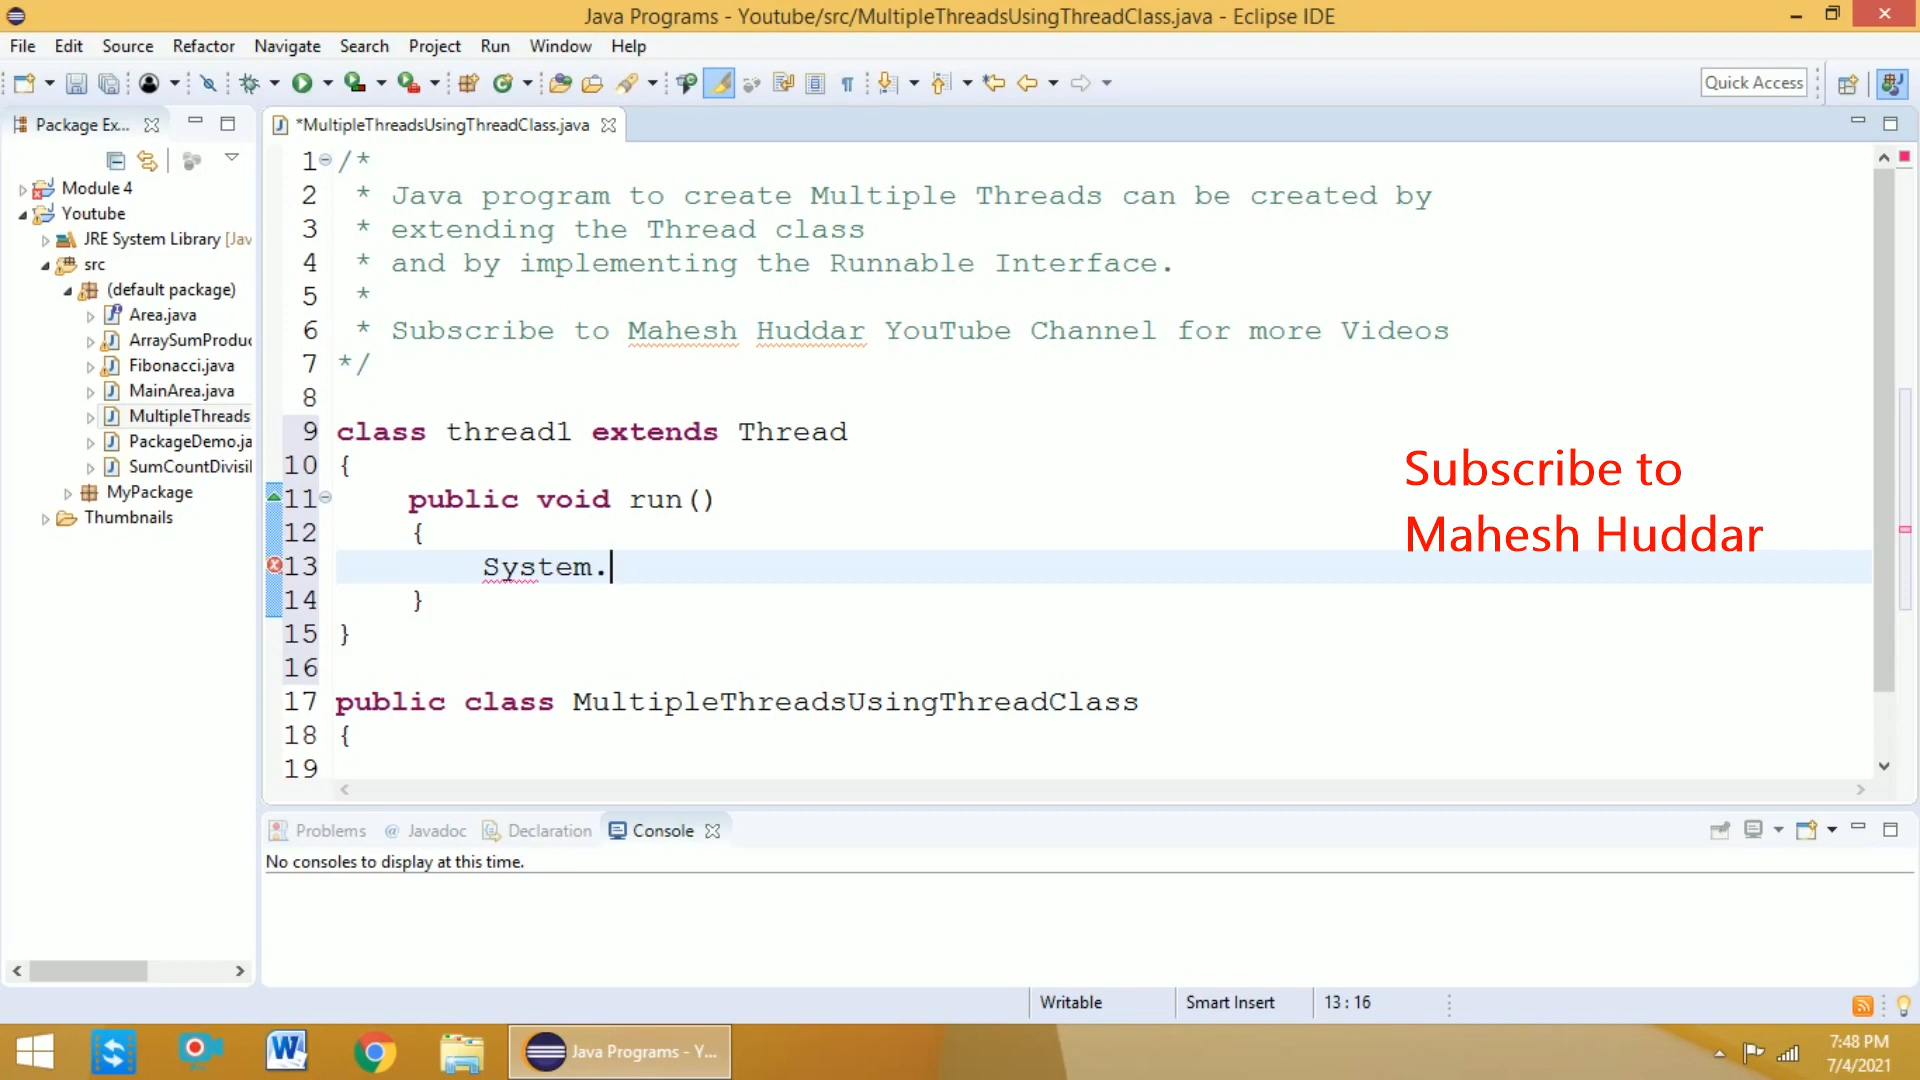 Java Programs - Youtube/src/MultipleThreadsUsingThreadClass.java - Eclipse IDE
File Edit Source Refactor Navigate Search Project Run Window Help
Quick Access
Package Ex...
*MultipleThreadsUsingThreadClass.java
Module 4
Youtube
JRE System Library [Jav
src
(default package)
Area.java
ArraySumProduc
Fibonacci.java
MainArea.java
MultipleThreads
PackageDemo.ja
SumCountDivisil
MyPackage
Thumbnails
1 /*
2 * Java program to create Multiple Threads can be created by
3 * extending the Thread class
4 * and by implementing the Runnable Interface.
5 *
6 * Subscribe to Mahesh Huddar YouTube Channel for more Videos
7 */
8
9 class thread1 extends Thread
10 {
11 public void run()
12 {
13 System.
14 }
15 }
16
17 public class MultipleThreadsUsingThreadClass
18 {
19
Subscribe to
Mahesh Huddar
Problems @ Javadoc Declaration Console
No consoles to display at this time.
Writable Smart Insert 13 : 16
Java Programs - Y...
7:48 PM
7/4/2021